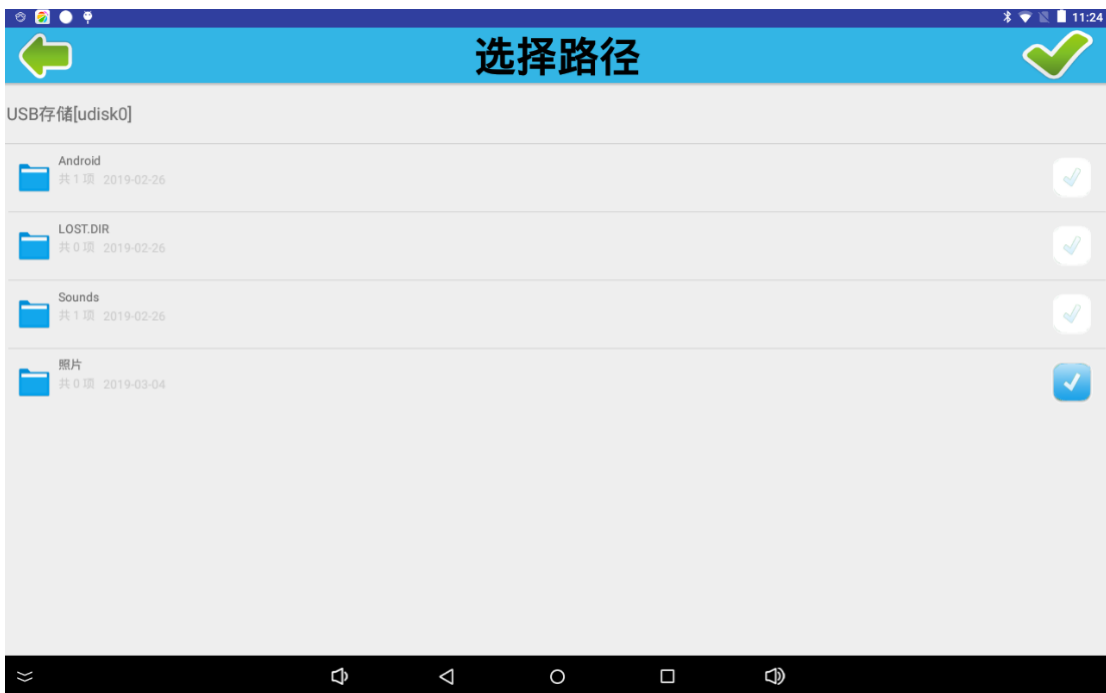 11:24
选择路径
USB存储[udisk0]
Android
共 1 项 2019-02-26
LOST.DIR
共 0 项 2019-02-26
Sounds
共 1 项 2019-02-26
照片
共 0 项 2019-03-04